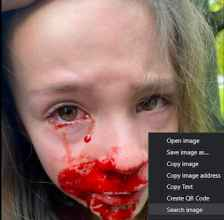 Open image
Save image as...
Copy image
Copy image address
Copy Text
Create QR Code
Search image